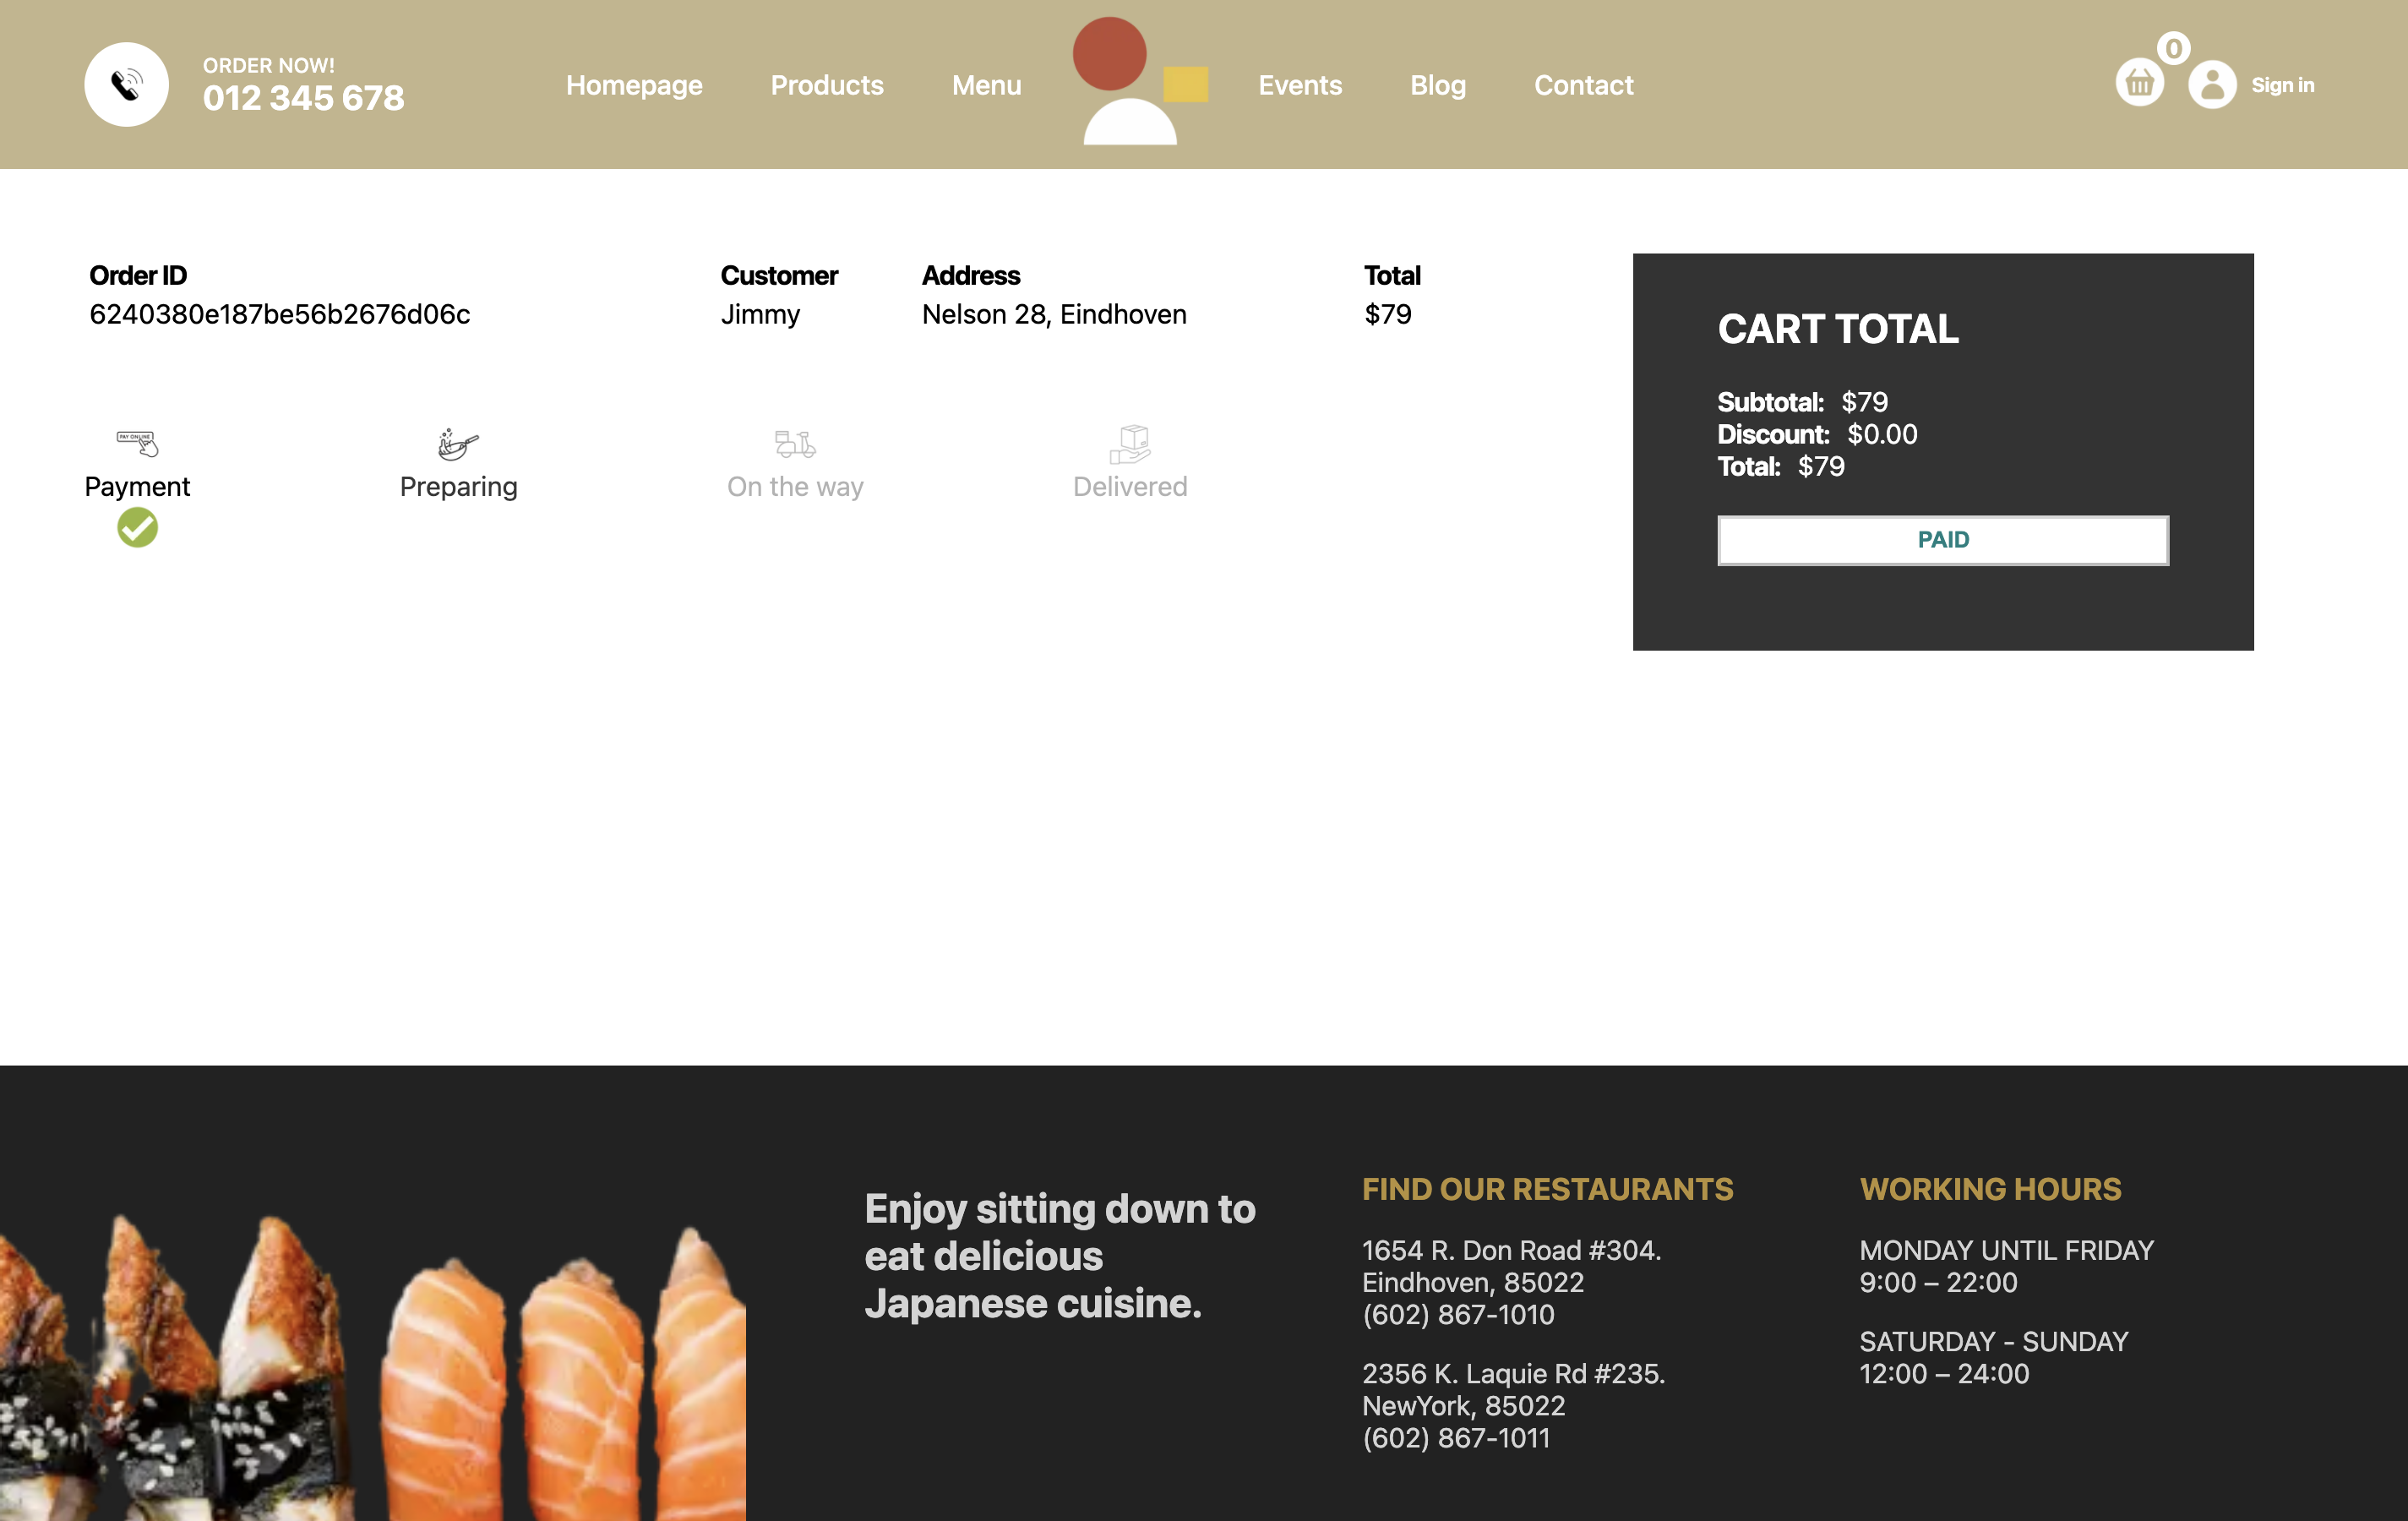 ORDER NOW!
012 345 678
Homepage
Products
Menu
Events
Blog
Contact
0
Sign in
Order ID
6240380e187be56b2676d06c
Customer
Jimmy
Address
Nelson 28, Eindhoven
Total
$79
PAY ONLINE
Payment
Preparing
On the way
Delivered
CART TOTAL
Subtotal: $79
Discount: $0.00
Total: $79
PAID
Enjoy sitting down to
eat delicious
Japanese cuisine.
FIND OUR RESTAURANTS
1654 R. Don Road #304.
Eindhoven, 85022
(602) 867-1010
2356 K. Laquie Rd #235.
NewYork, 85022
(602) 867-1011
WORKING HOURS
MONDAY UNTIL FRIDAY
9:00 – 22:00
SATURDAY - SUNDAY
12:00 – 24:00